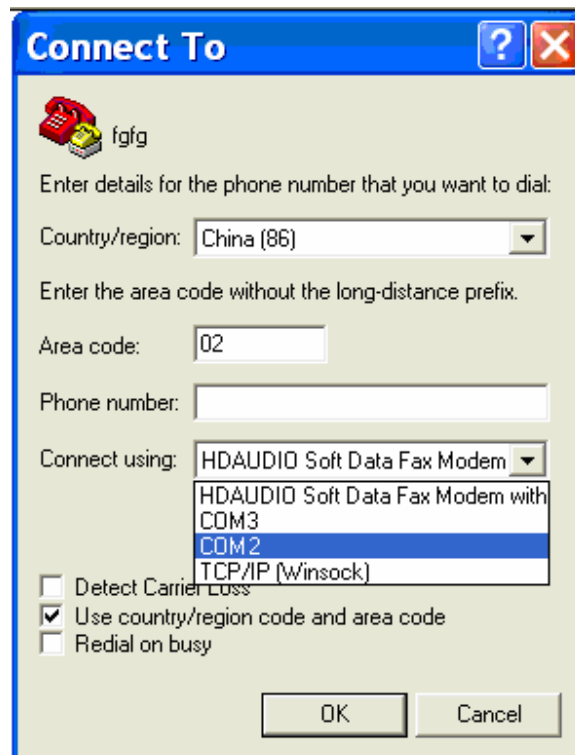 Connect To
fgfg
Enter details for the phone number that you want to dial:
Country/region: China (86)
Enter the area code without the long-distance prefix.
Area code: 02
Phone number:
Connect using: HDAUDIO Soft Data Fax Modem
HDAUDIO Soft Data Fax Modem with
COM3
COM2
TCP/IP (Winsock)
Detect Carrier Loss
Use country/region code and area code
Redial on busy
OK Cancel